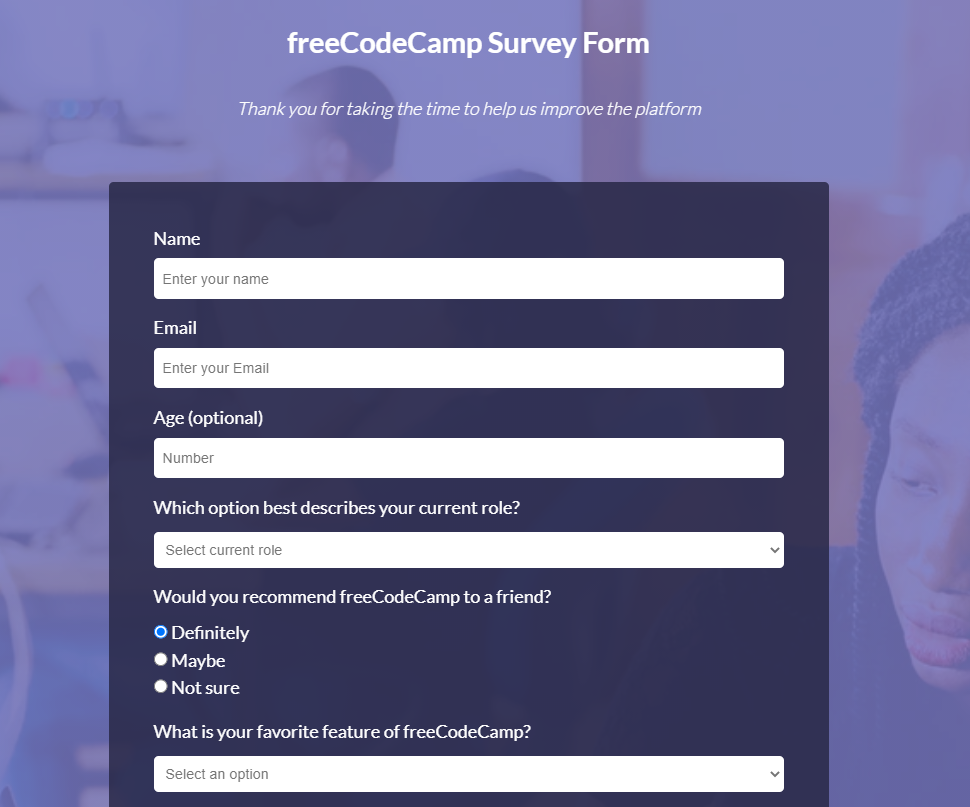 freeCodeCamp Survey Form
Thank you for taking the time to help us improve the platform
Name
Enter your name
Email
Enter your Email
Age (optional)
Number
Which option best describes your current role?
Select current role
Would you recommend freeCodeCamp to a friend?
Definitely
Maybe
Not sure
What is your favorite feature of freeCodeCamp?
Select an option